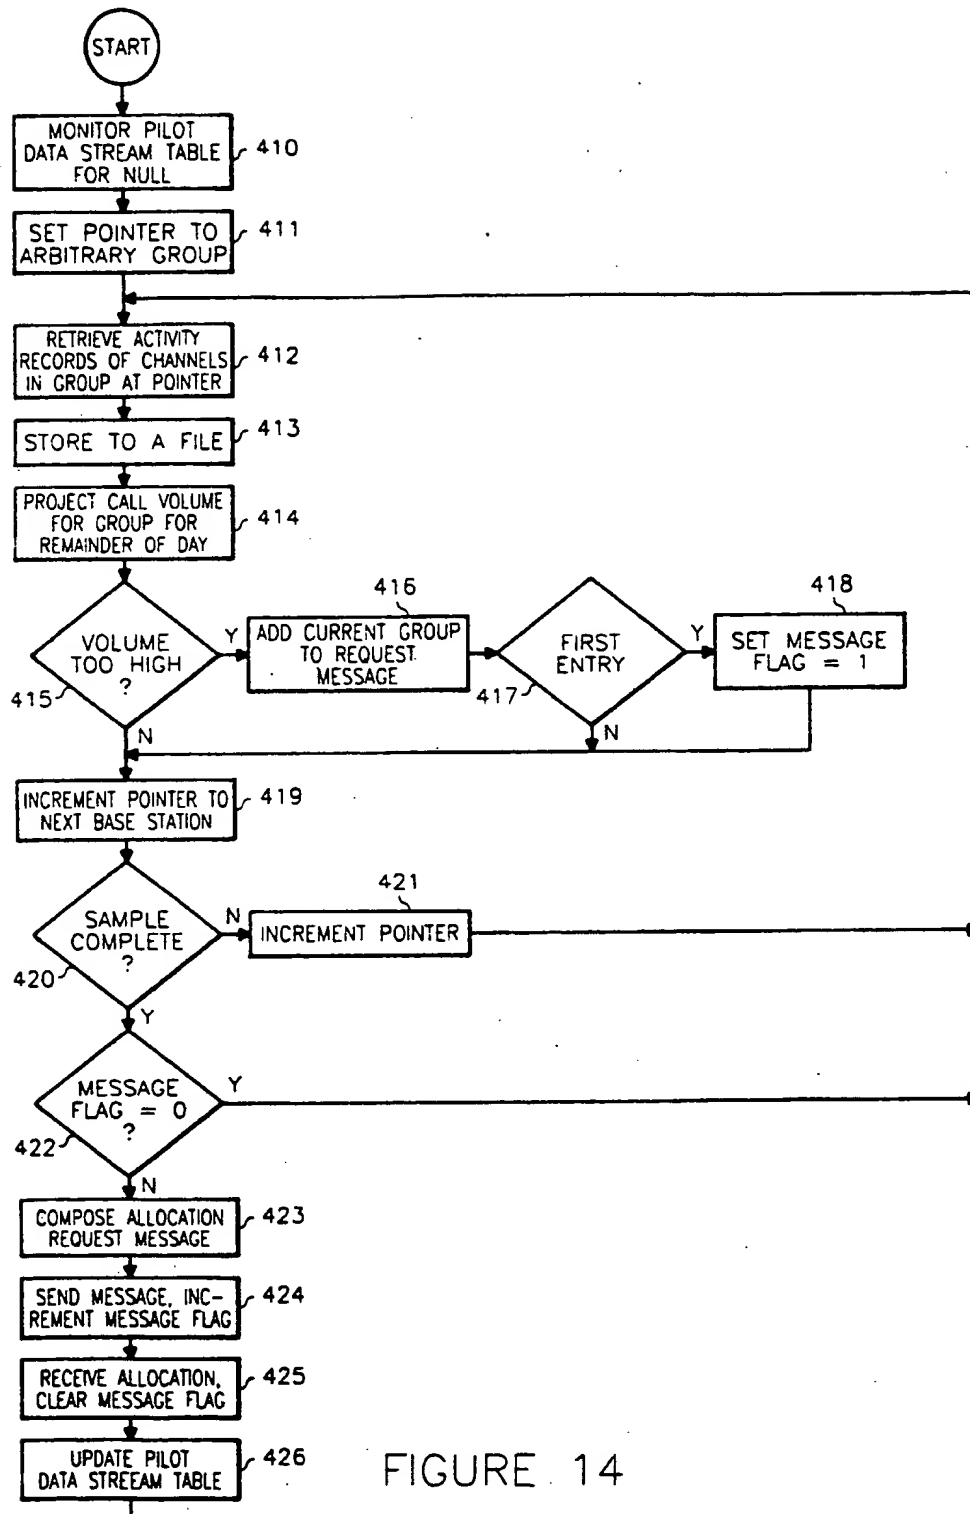 START
MONITOR PILOT
DATA STREAM TABLE
FOR NULL
410
SET POINTER TO
ARBITRARY GROUP
411
RETRIEVE ACTIVITY
RECORDS OF CHANNELS
IN GROUP AT POINTER
412
STORE TO A FILE
413
PROJECT CALL VOLUME
FOR GROUP FOR
REMAINDER OF DAY
414
VOLUME
TOO HIGH
?
415
Y
N
416
ADD CURRENT GROUP
TO REQUEST
MESSAGE
FIRST
ENTRY
417
Y
N
418
SET MESSAGE
FLAG = 1
INCREMENT POINTER TO
NEXT BASE STATION
419
SAMPLE
COMPLETE
?
420
N
Y
421
INCREMENT POINTER
MESSAGE
FLAG = 0
?
422
Y
N
COMPOSE ALLOCATION
REQUEST MESSAGE
423
SEND MESSAGE, INC-
REMENT MESSAGE FLAG
424
RECEIVE ALLOCATION,
CLEAR MESSAGE FLAG
425
UPDATE PILOT
DATA STREEAM TABLE
426
FIGURE 14